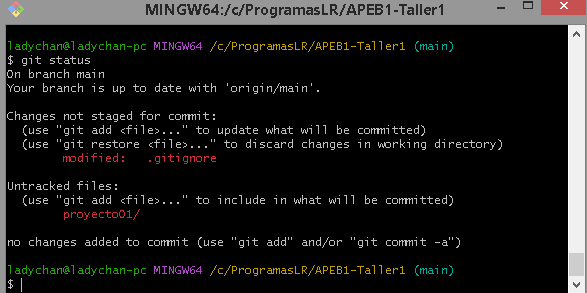 MINGW64:/c/ProgramasLR/APEB1-Taller1
ladychan@ladychan-pc MINGW64 /c/ProgramasLR/APEB1-Taller1 (main)
$ git status
On branch main
Your branch is up to date with 'origin/main'.
Changes not staged for commit:
(use "git add <file>..." to update what will be committed)
(use "git restore <file>..." to discard changes in working directory)
modified: .gitignore
Untracked files:
(use "git add <file>..." to include in what will be committed)
proyecto01/
no changes added to commit (use "git add" and/or "git commit -a")
ladychan@ladychan-pc MINGW64 /c/ProgramasLR/APEB1-Taller1 (main)
$